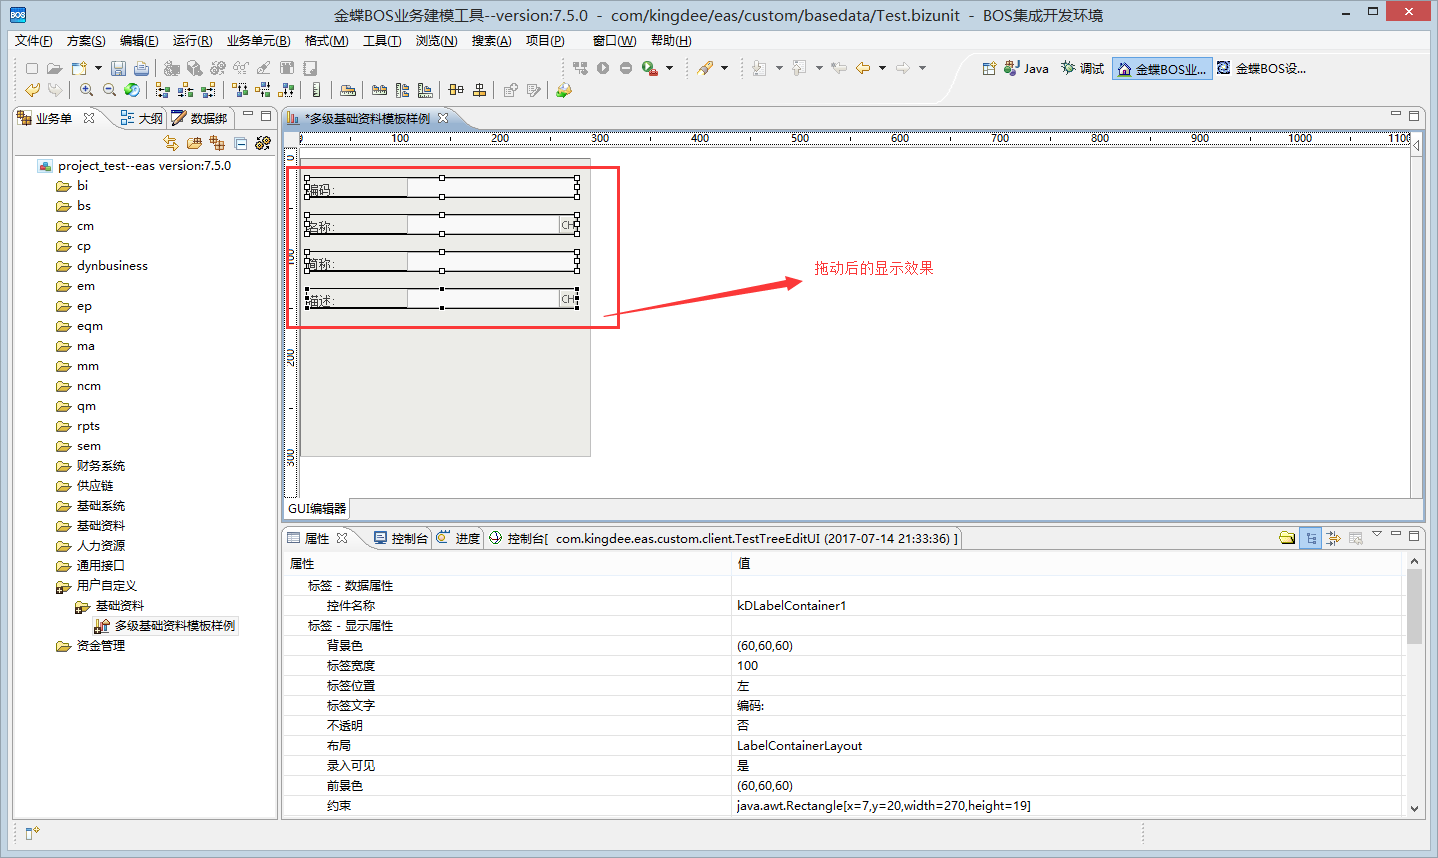 BOS
金蝶BOS业务建模工具--version:7.5.0 - com/kingdee/eas/custom/basedata/Test.bizunit - BOS集成开发环境
文件(F) 方案(S) 编辑(E) 运行(R) 业务单元(B) 格式(M) 工具(T) 浏览(N) 搜索(A) 项目(P) 窗口(W) 帮助(H)
Java 调试 金蝶BOS业... 金蝶BOS设...
业务单 大纲 数据绑
project_test--eas version:7.5.0
bi
bs
cm
cp
dynbusiness
em
ep
eqm
ma
mm
ncm
qm
rpts
sem
财务系统
供应链
基础系统
基础资料
人力资源
通用接口
用户自定义
基础资料
多级基础资料模板样例
资金管理
*多级基础资料模板样例
0 100 200 300 400 500 600 700 800 900 1000 1100
0
100
200
300
编码:
名称: CH
简称:
描述: CH
拖动后的显示效果
GUI编辑器
属性 控制台 进度 控制台[ com.kingdee.eas.custom.client.TestTreeEditUI (2017-07-14 21:33:36) ]
属性 值
标签 - 数据属性
控件名称 kDLabelContainer1
标签 - 显示属性
背景色 (60,60,60)
标签宽度 100
标签位置 左
标签文字 编码:
不透明 否
布局 LabelContainerLayout
录入可见 是
前景色 (60,60,60)
约束 java.awt.Rectangle[x=7,y=20,width=270,height=19]